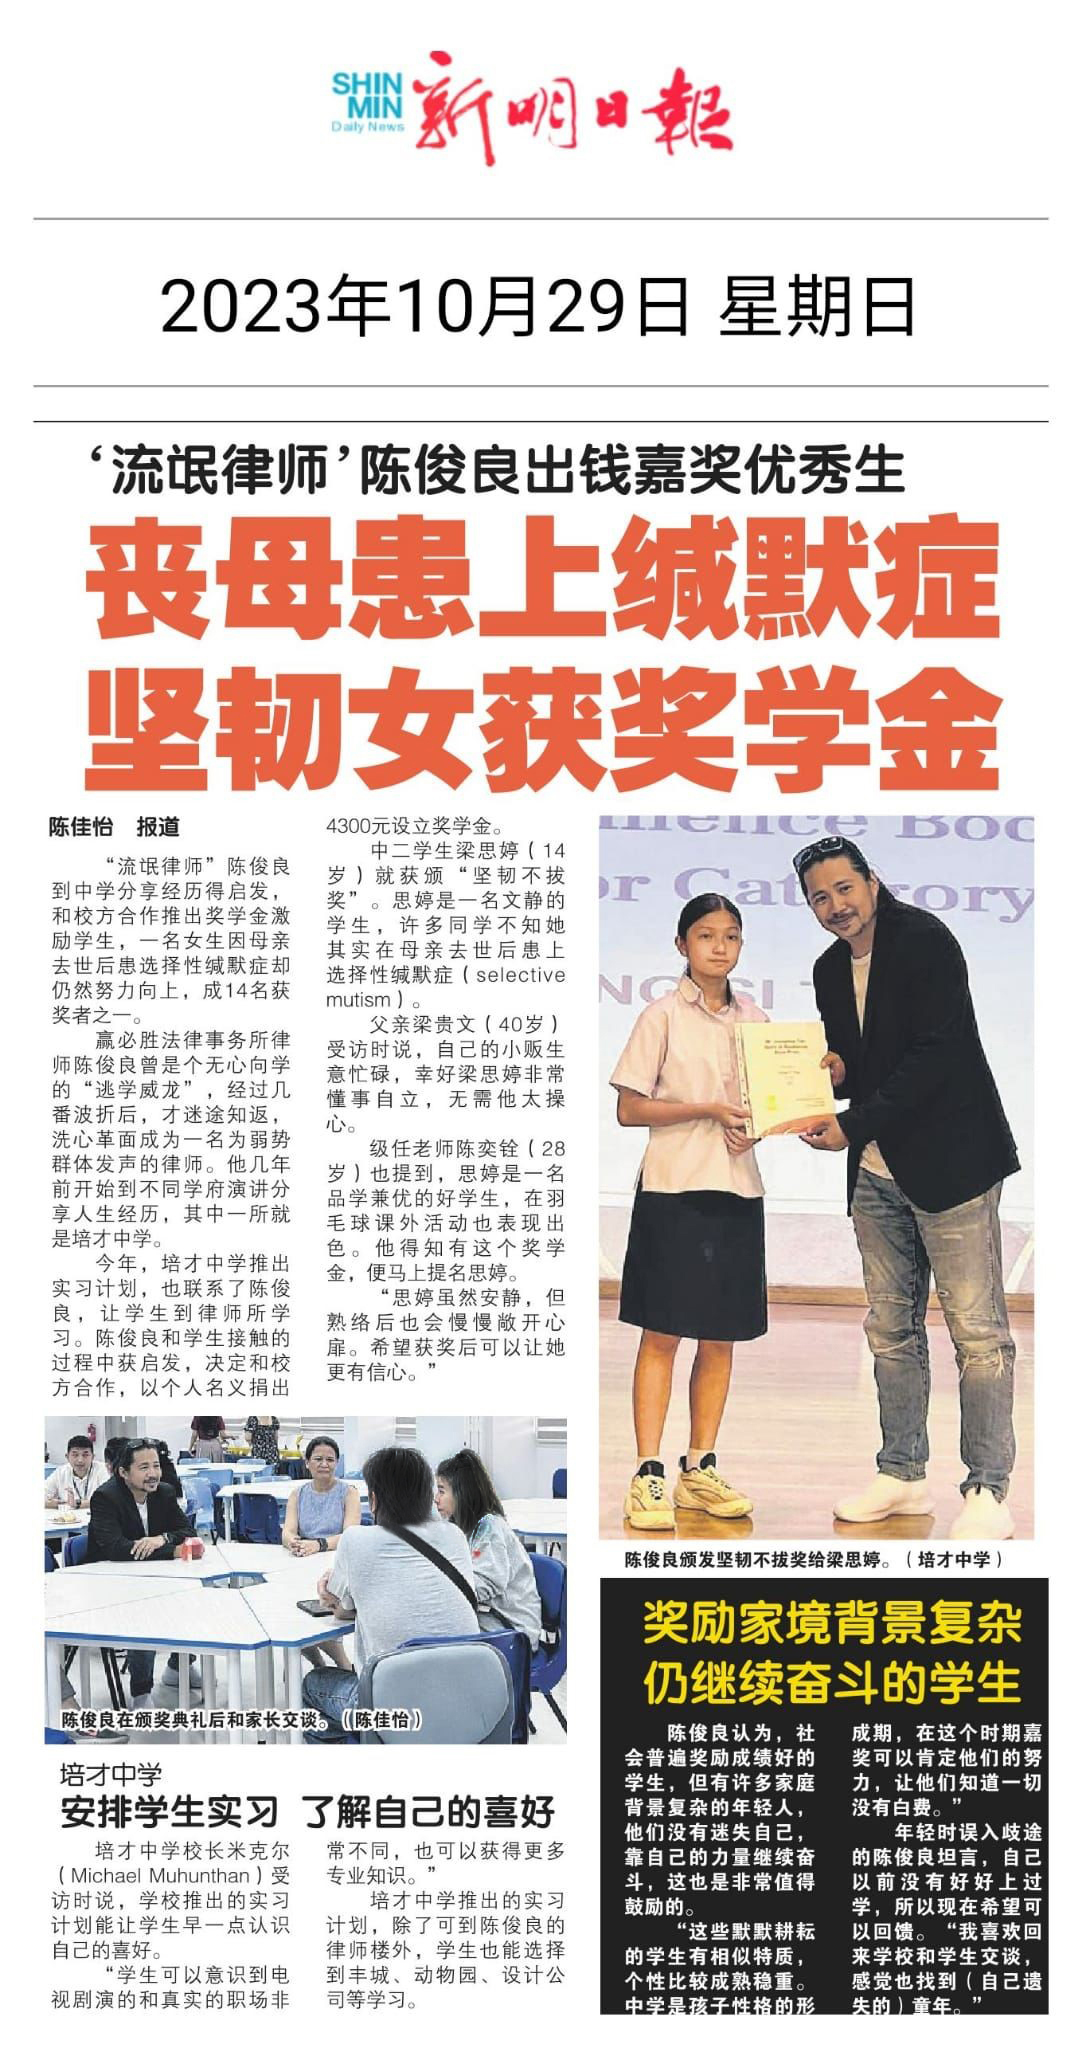 SHIN
MIN
Daily News
新明日報
2023年10月29日 星期日
‘流氓律师’陈俊良出钱嘉奖优秀生
丧母患上缄默症
坚韧女获奖学金
陈佳怡 报道
“流氓律师”陈俊良
到中学分享经历得启发，
和校方合作推出奖学金激
励学生，一名女生因母亲
去世后患选择性缄默症却
仍然努力向上，成14名获
奖者之一。
赢必胜法律事务所律
师陈俊良曾是个无心向学
的“逃学威龙”，经过几
番波折后，才迷途知返，
洗心革面成为一名为弱势
群体发声的律师。他几年
前开始到不同学府演讲分
享人生经历，其中一所就
是培才中学。
今年，培才中学推出
实习计划，也联系了陈俊
良，让学生到律师所学
习。陈俊良和学生接触的
过程中获启发，决定和校
方合作，以个人名义捐出
4300元设立奖学金。
中二学生梁思婷（14
岁）就获颁“坚韧不拔
奖”。思婷是一名文静的
学生，许多同学不知她
其实在母亲去世后患上
选择性缄默症（selective
mutism）。
父亲梁贵文（40岁）
受访时说，自己的小贩生
意忙碌，幸好梁思婷非常
懂事自立，无需他太操
心。
级任老师陈奕铨（28
岁）也提到，思婷是一名
品学兼优的好学生，在羽
毛球课外活动也表现出
色。他得知有这个奖学
金，便马上提名思婷。
“思婷虽然安静，但
熟络后也会慢慢敞开心
扉。希望获奖后可以让她
更有信心。”
陈俊良颁发坚韧不拔奖给梁思婷。（培才中学）
陈俊良在颁奖典礼后和家长交谈。（陈佳怡）
培才中学
安排学生实习 了解自己的喜好
培才中学校长米克尔
（Michael Muhunthan）受
访时说，学校推出的实习
计划能让学生早一点认识
自己的喜好。
“学生可以意识到电
视剧演的和真实的职场非
常不同，也可以获得更多
专业知识。”
培才中学推出的实习
计划，除了可到陈俊良的
律师楼外，学生也能选择
到丰城、动物园、设计公
司等学习。
奖励家境背景复杂
仍继续奋斗的学生
陈俊良认为，社
会普遍奖励成绩好的
学生，但有许多家庭
背景复杂的年轻人，
他们没有迷失自己，
靠自己的力量继续奋
斗，这也是非常值得
鼓励的。
“这些默默耕耘
的学生有相似特质，
个性比较成熟稳重。
中学是孩子性格的形
成期，在这个时期嘉
奖可以肯定他们的努
力，让他们知道一切
没有白费。”
年轻时误入歧途
的陈俊良坦言，自己
以前没有好好上过
学，所以现在希望可
以回馈。“我喜欢回
来学校和学生交谈，
感觉也找到（自己遗
失的）童年。”